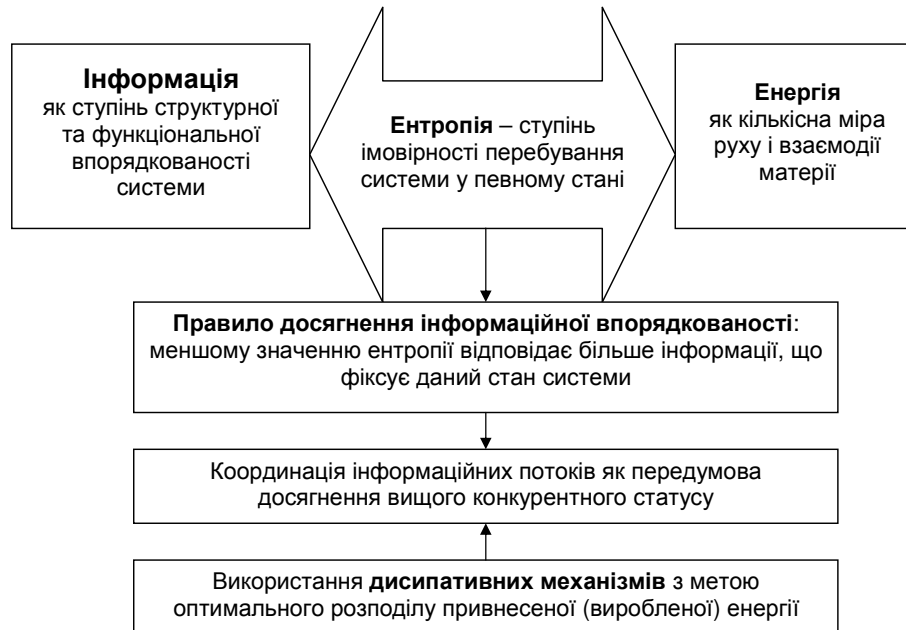 Інформація
як ступінь структурної
та функціональної
впорядкованості
системи
Ентропія – ступінь
імовірності перебування
системи у певному стані
Енергія
як кількісна міра
руху і взаємодії
матерії
Правило досягнення інформаційної впорядкованості:
меншому значенню ентропії відповідає більше інформації, що
фіксує даний стан системи
Координація інформаційних потоків як передумова
досягнення вищого конкурентного статусу
Використання дисипативних механізмів з метою
оптимального розподілу привнесеної (виробленої) енергії